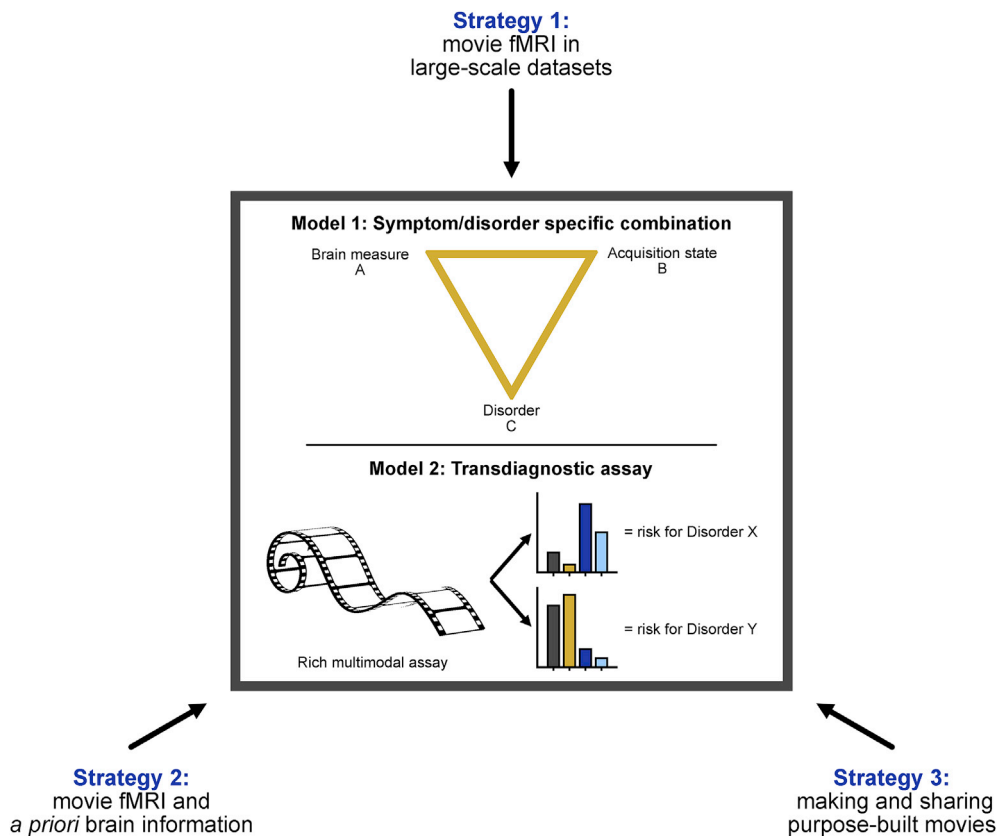 Strategy 1:
movie fMRI in
large-scale datasets
Model 1: Symptom/disorder specific combination
Brain measure
A
Acquisition state
B
Disorder
C
Model 2: Transdiagnostic assay
= risk for Disorder X
= risk for Disorder Y
Rich multimodal assay
Strategy 2:
movie fMRI and
a priori brain information
Strategy 3:
making and sharing
purpose-built movies